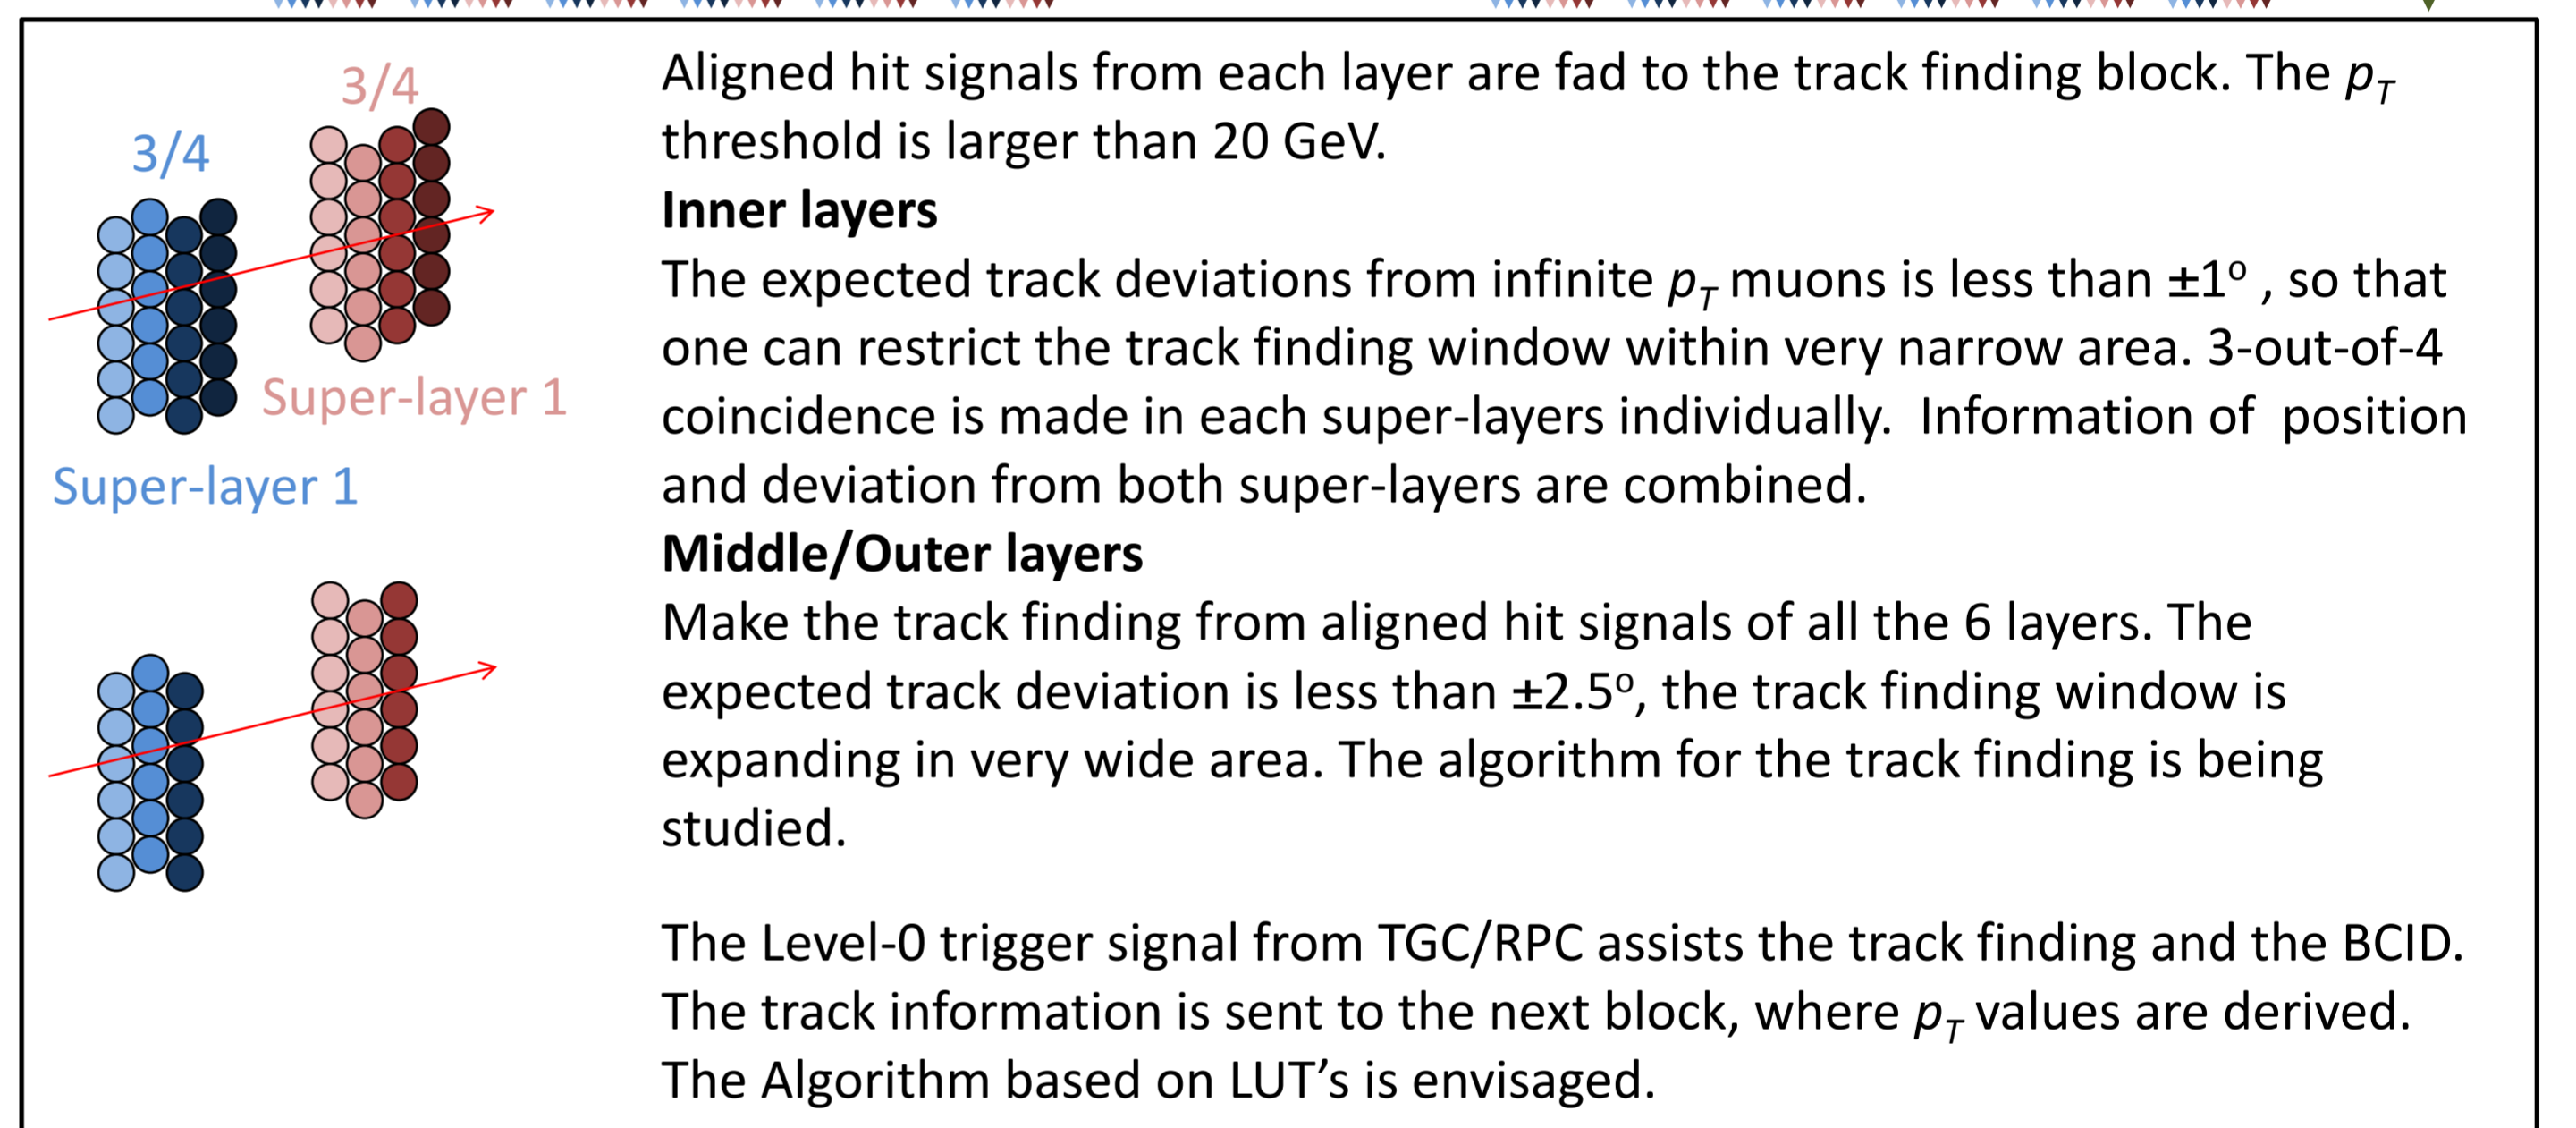 3/4
3/4
Super-layer 1
Super-layer 1
Aligned hit signals from each layer are fad to the track finding block. The pT
threshold is larger than 20 GeV.
Inner layers
The expected track deviations from infinite pT muons is less than ±1o , so that
one can restrict the track finding window within very narrow area. 3-out-of-4
coincidence is made in each super-layers individually.  Information of  position
and deviation from both super-layers are combined.
Middle/Outer layers
Make the track finding from aligned hit signals of all the 6 layers. The
expected track deviation is less than ±2.5o, the track finding window is
expanding in very wide area. The algorithm for the track finding is being
studied.
The Level-0 trigger signal from TGC/RPC assists the track finding and the BCID.
The track information is sent to the next block, where pT values are derived.
The Algorithm based on LUT’s is envisaged.